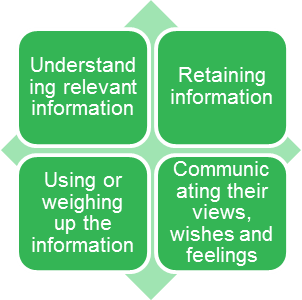 Understand
ing relevant
information
Retaining
information
Using or
weighing
up the
information
Communic
ating their
views,
wishes and
feelings